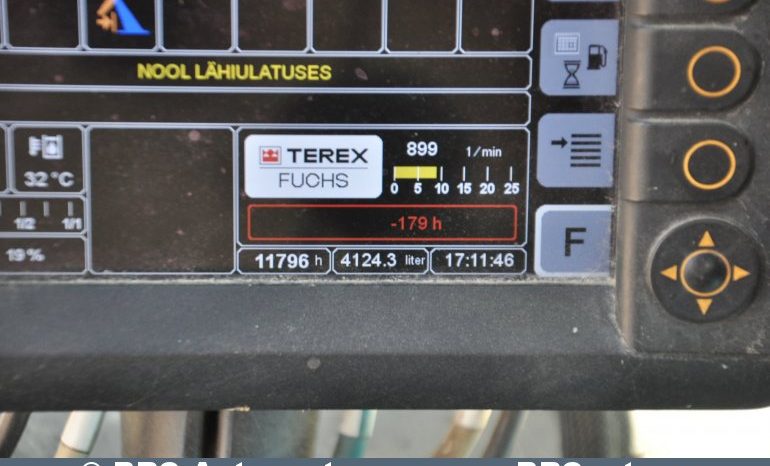 NOOL LÄHIULATUSES
TEREX
FUCHS
899 1/min
0 5 10 15 20 25
32 °C
1/2 1/1
-179 h
19%
11796 h 4124.3 liter 17:11:46
F